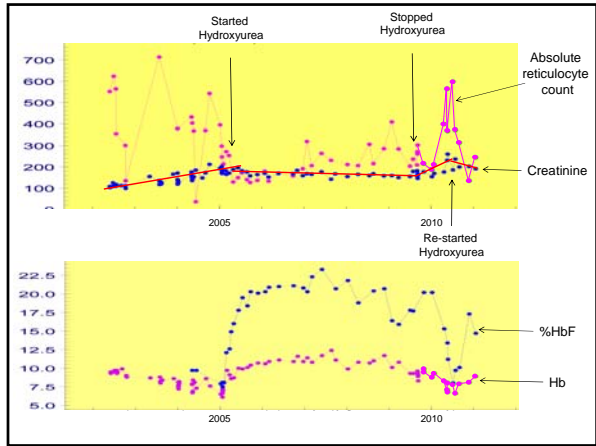 Started
Hydroxyurea
Stopped
Hydroxyurea
Absolute
reticulocyte
count
700
600
500
400
300
200
100
Creatinine
2005
2010
Re-started
Hydroxyurea
22.5
20.0
17.5
15.0
12.5
10.0
7.5
5.0
%HbF
Hb
2005
2010